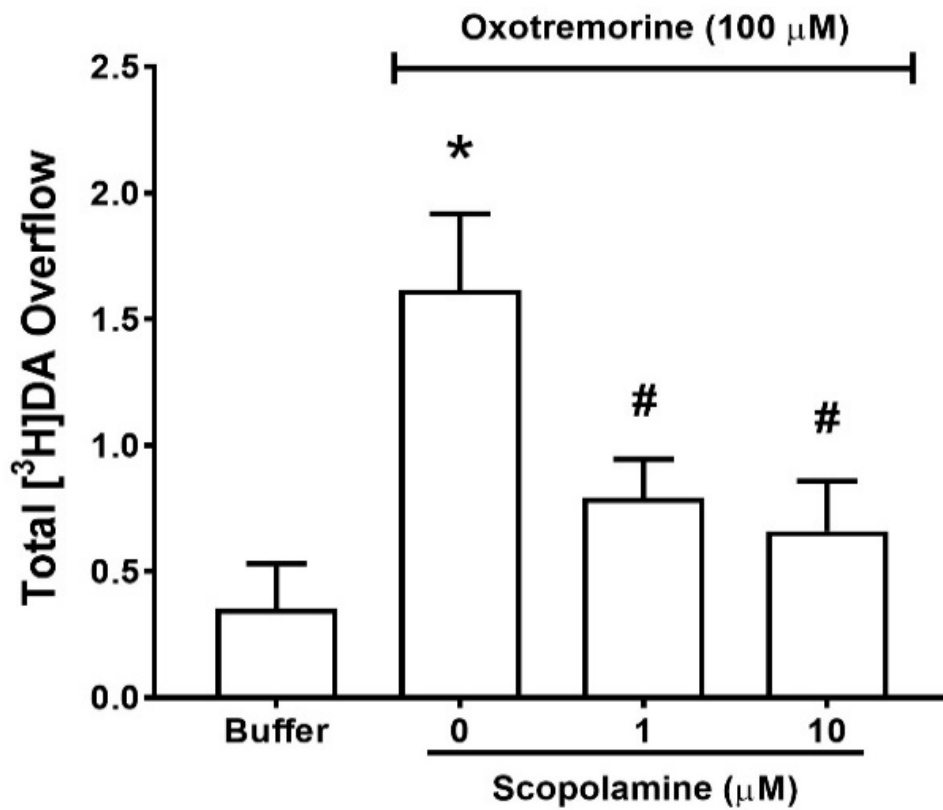 Oxotremorine (100 μM)
Total [³H]DA Overflow
2.5
2.0
1.5
1.0
0.5
0.0
*
#
#
Buffer 0 1 10
Scopolamine (μM)